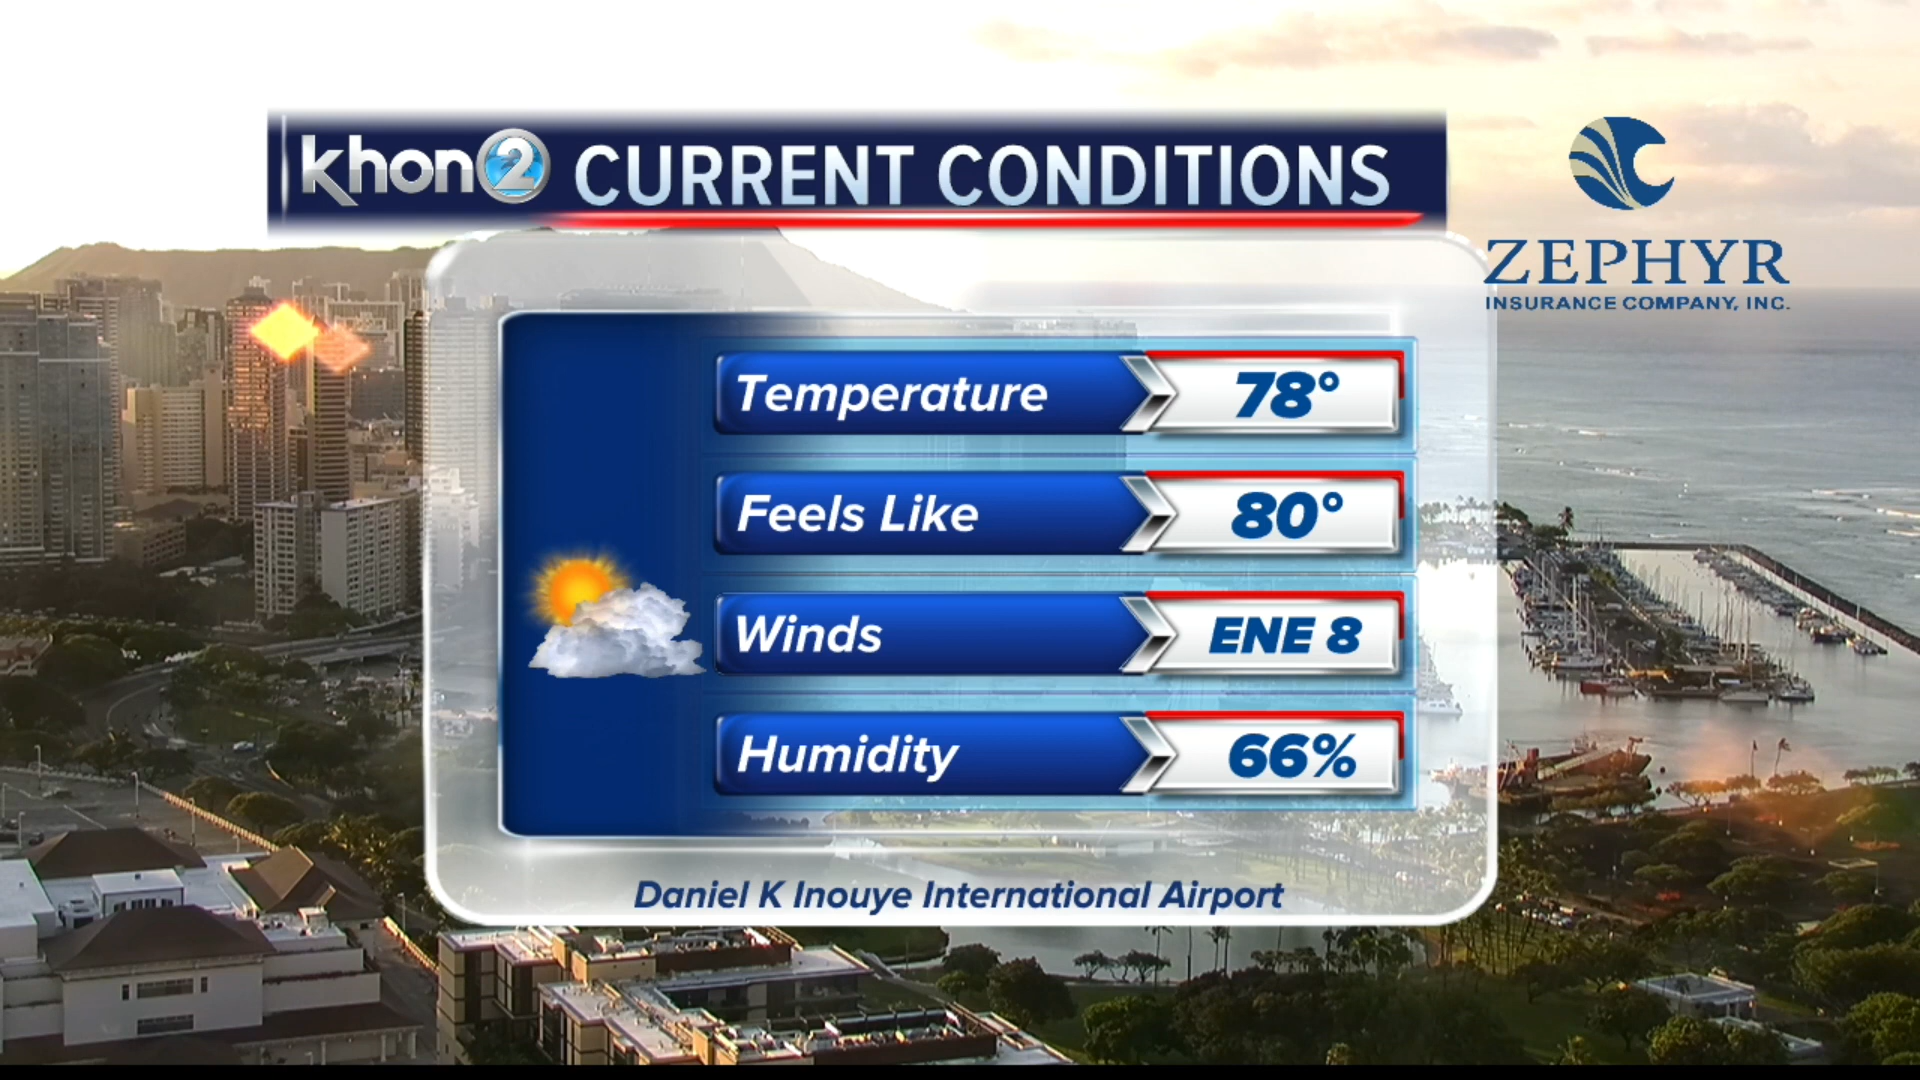 khon2 CURRENT CONDITIONS
ZEPHYR
INSURANCE COMPANY, INC.
Temperature 78°
Feels Like 80°
Winds ENE 8
Humidity 66%
Daniel K Inouye International Airport